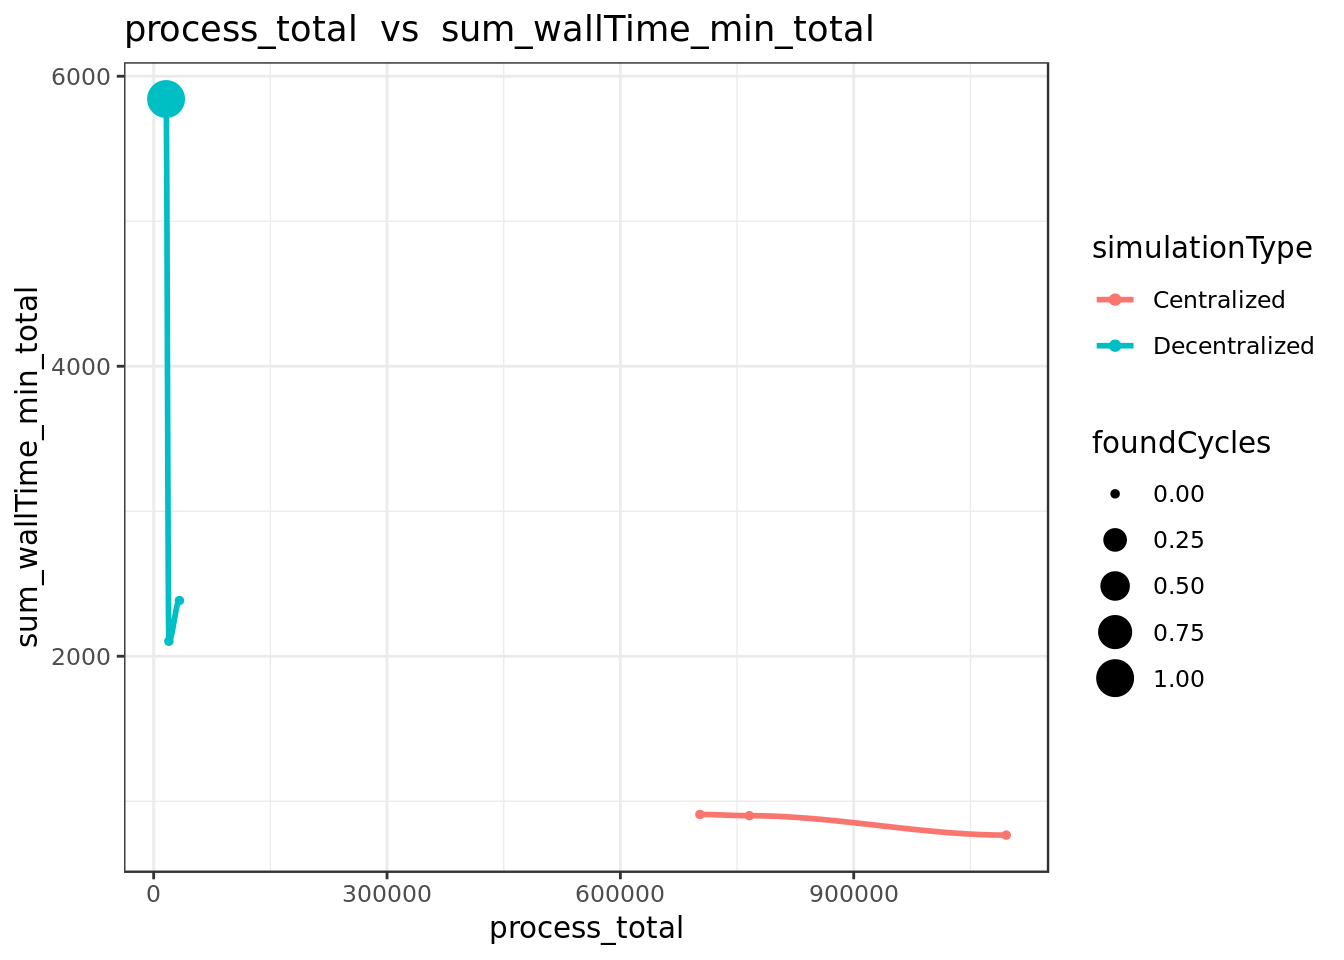 process_total  vs  sum_wallTime_min_total
sum_wallTime_min_total
6000
4000
2000
0
300000
600000
900000
process_total
simulationType
Centralized
Decentralized
foundCycles
0.00
0.25
0.50
0.75
1.00